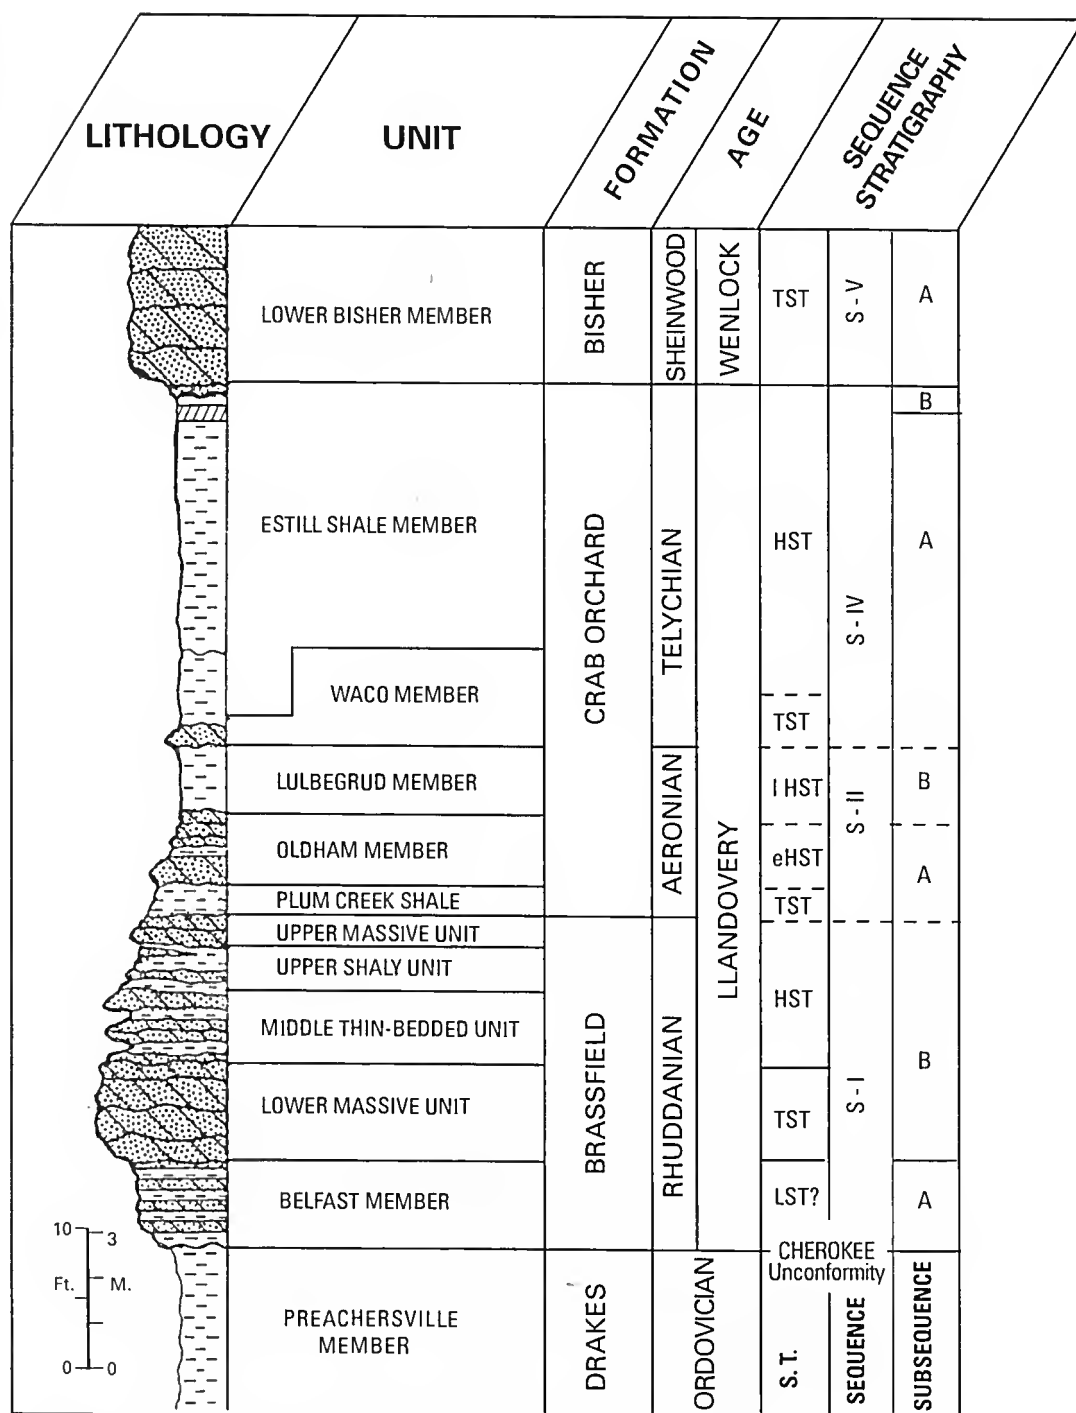 LITHOLOGY
UNIT
FORMATION
AGE
SEQUENCE
STRATIGRAPHY
LOWER BISHER MEMBER
BISHER
SHEINWOOD
WENLOCK
TST
S - V
A
B
ESTILL SHALE MEMBER
CRAB ORCHARD
TELYCHIAN
HST
S - IV
A
WACO MEMBER
TST
LULBEGRUD MEMBER
AERONIAN
LLANDOVERY
l HST
S - II
B
OLDHAM MEMBER
eHST
A
PLUM CREEK SHALE
TST
UPPER MASSIVE UNIT
UPPER SHALY UNIT
HST
MIDDLE THIN-BEDDED UNIT
BRASSFIELD
RHUDDANIAN
S - I
B
LOWER MASSIVE UNIT
TST
BELFAST MEMBER
LST?
A
10
3
Ft.
M.
0
0
CHEROKEE
Unconformity
PREACHERSVILLE
MEMBER
DRAKES
ORDOVICIAN
S.T.
SEQUENCE
SUBSEQUENCE